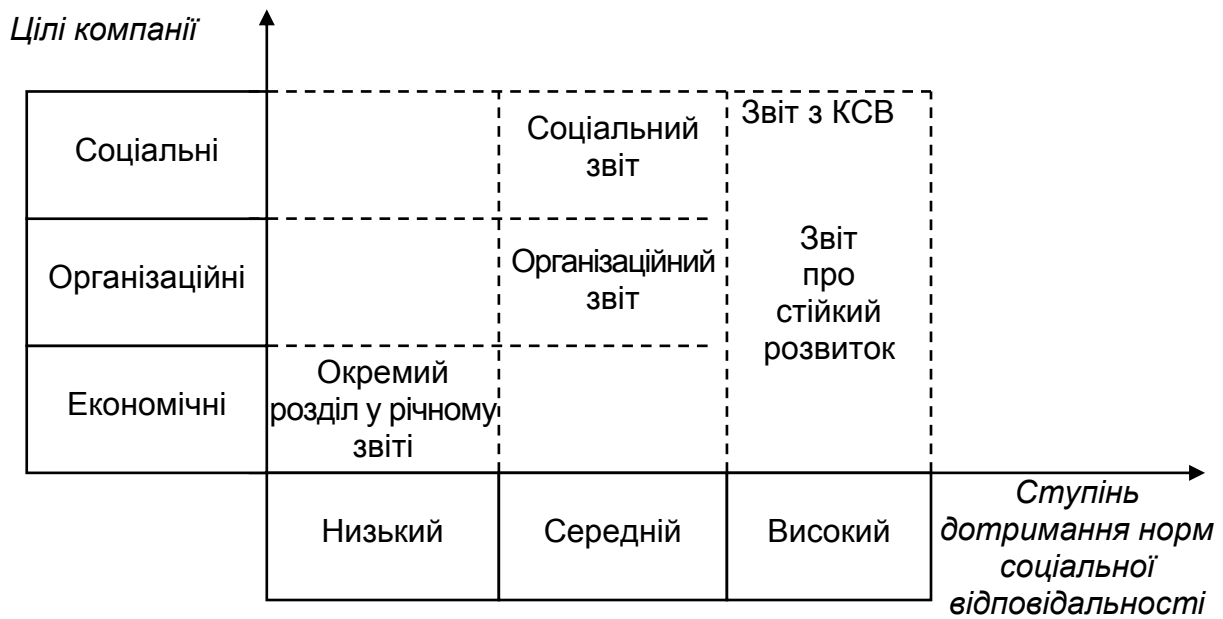 Цілі компанії
Соціальні
Соціальний
звіт
Звіт з КСВ
Організаційні
Організаційний
звіт
Звіт
про
стійкий
розвиток
Економічні
Окремий
розділ у річному
звіті
Низький
Середній
Високий
Ступінь
дотримання норм
соціальної
відповідальності